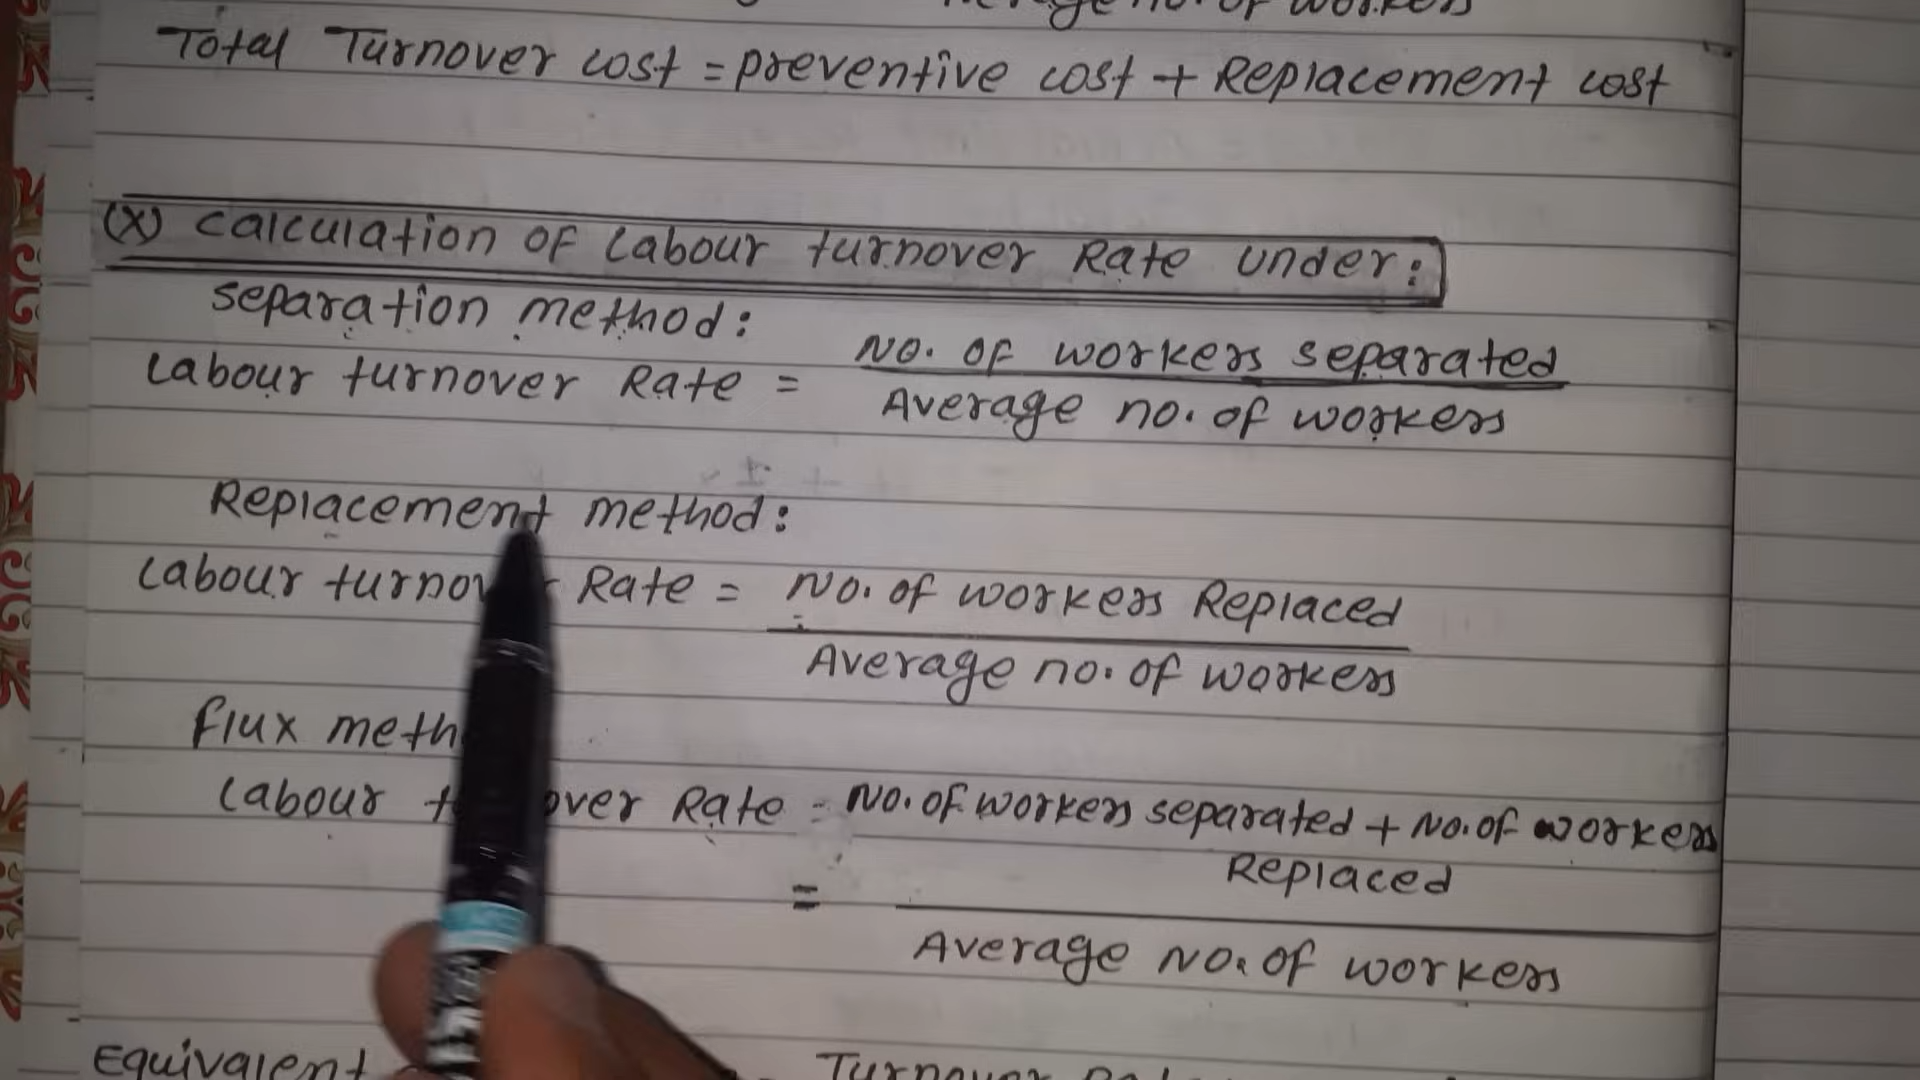 Total Turnover cost = preventive cost + Replacement cost
(X) calculation of labour turnover Rate under:
separation method:
No. of workers separated
labour turnover Rate =
Average no. of workers
Replacement method:
labour Rate = No. of workers Replaced
Average no. of workers
flux
labour Rate = No. of workers separated + No. of workers
Replaced
=
Average No. of workers
Equivalent